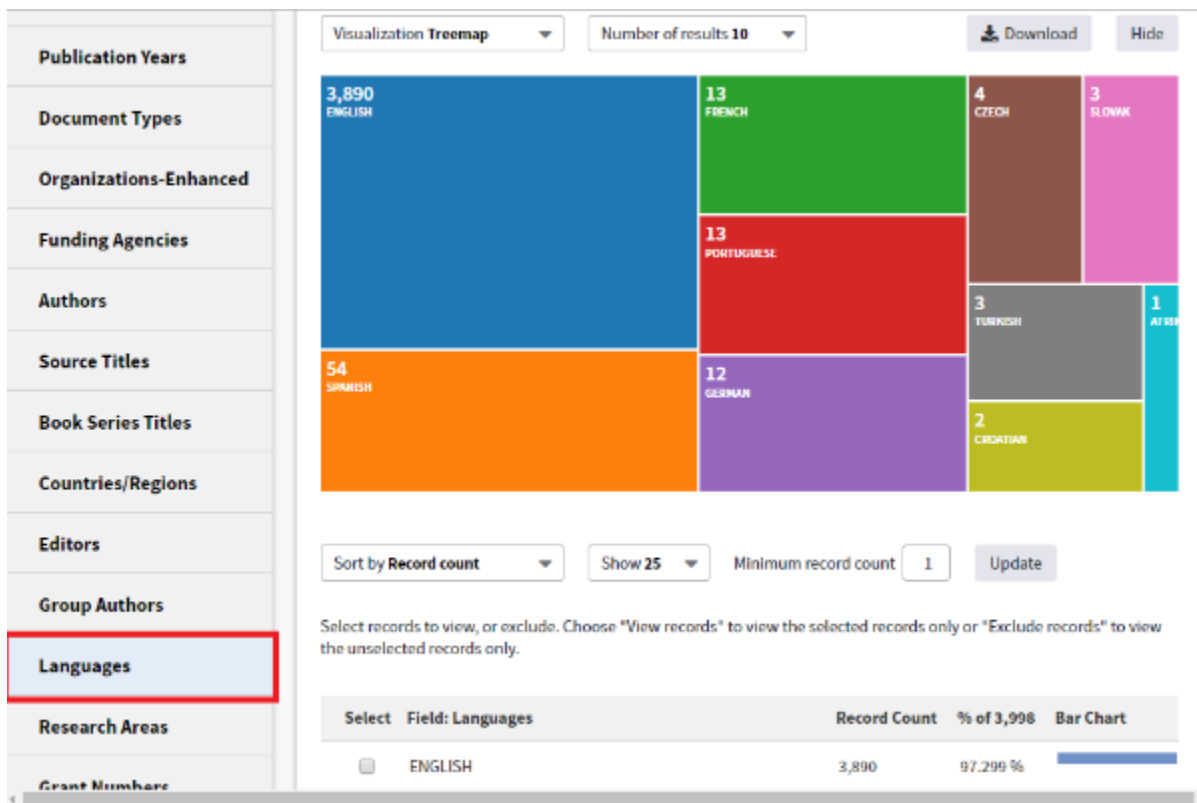 Publication Years
Document Types
Organizations-Enhanced
Funding Agencies
Authors
Source Titles
Book Series Titles
Countries/Regions
Editors
Group Authors
Languages
Research Areas
Grant Numbers
Visualization Treemap
Number of results 10
Download
Hide
3,890
ENGLISH
54
SPANISH
13
FRENCH
13
PORTUGUESE
12
GERMAN
4
CZECH
3
SLOVAK
3
TURKISH
2
CROATIAN
1
Sort by Record count
Show 25
Minimum record count 1
Update
Select records to view, or exclude. Choose "View records" to view the selected records only or "Exclude records" to view
the unselected records only.
Select Field: Languages Record Count % of 3,998 Bar Chart
ENGLISH 3,890 97.299 %